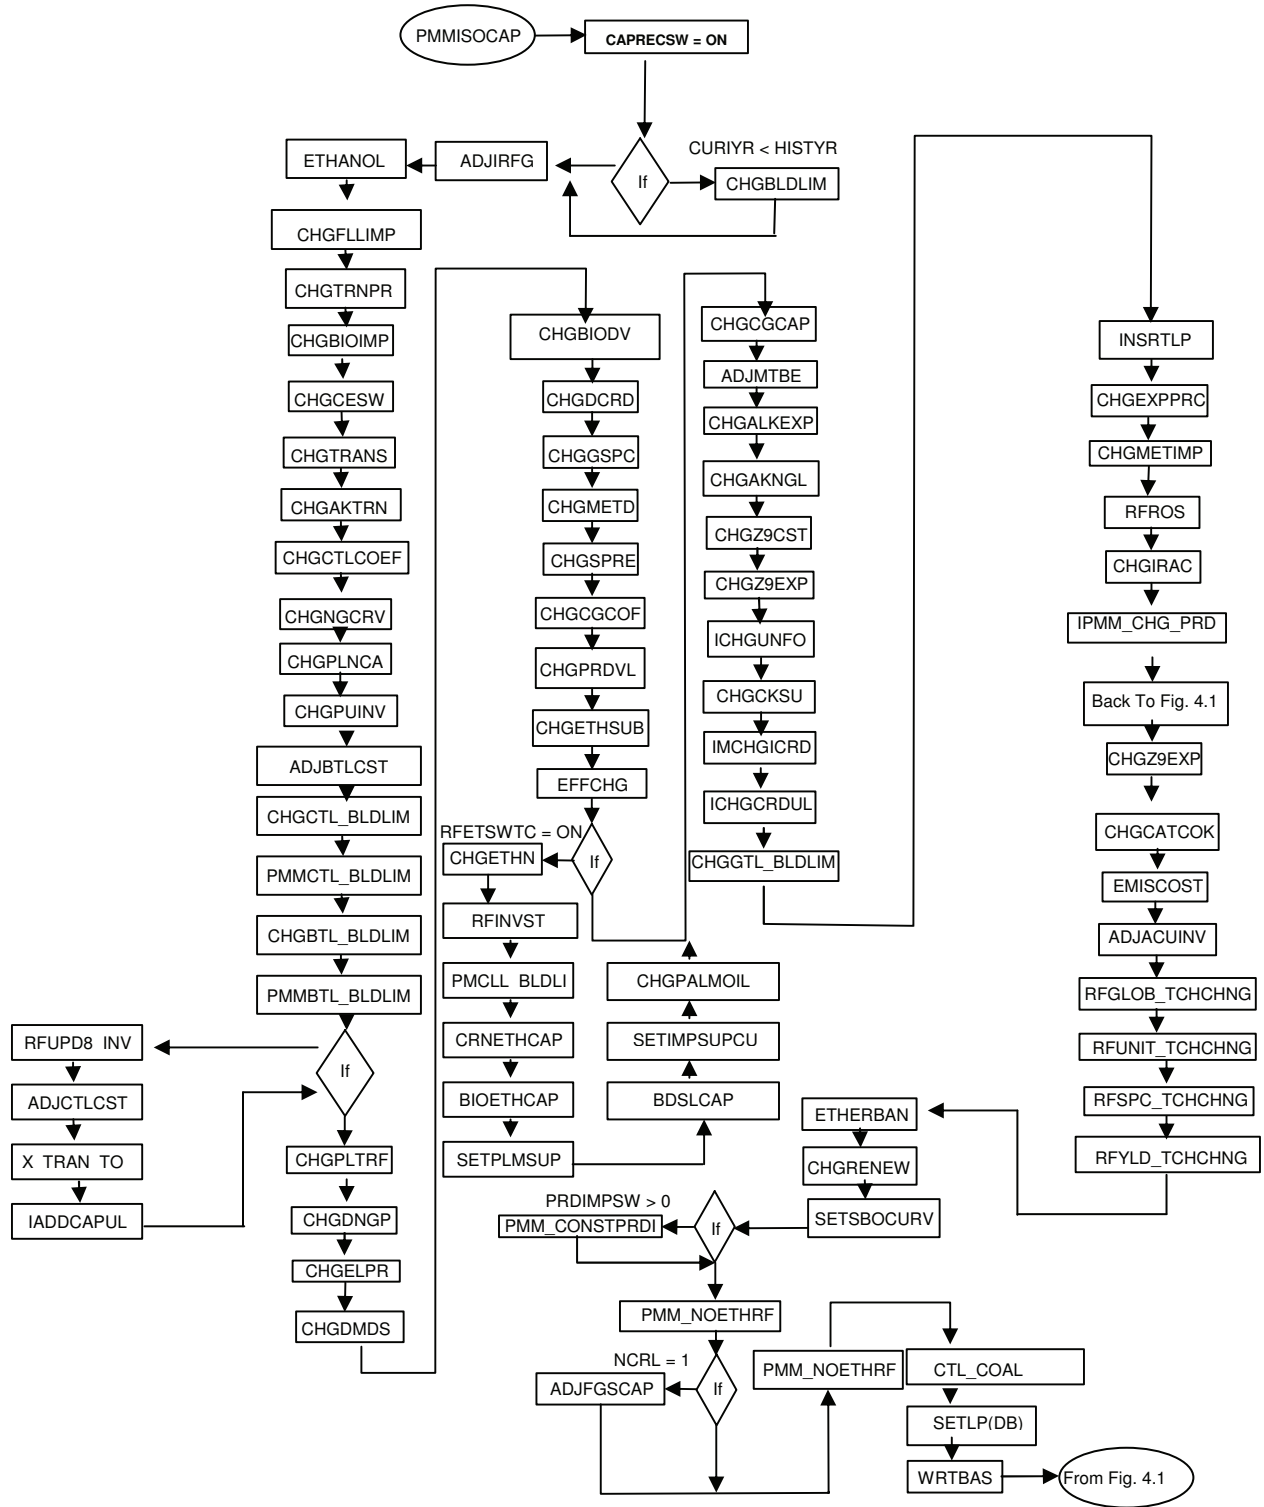 PMMISOCAP
CAPRECSW = ON
If
CURIYR < HISTYR
CHGBLDLIM
ADJIRFG
ETHANOL
CHGFLLIMP
CHGTRNPR
CHGBIOIMP
CHGCESW
CHGTRANS
CHGAKTRN
CHGCTLCOEF
CHGNGCRV
CHGPLNCA
CHGPUINV
ADJBTLCST
CHGCTL_BLDLIM
PMMCTL_BLDLIM
CHGBTL_BLDLIM
PMMBTL_BLDLIM
If
RFUPD8 INV
ADJCTLCST
X TRAN TO
IADDCAPUL
CHGPLTRF
CHGDNGP
CHGELPR
CHGDMDS
CHGBIODV
CHGDCRD
CHGGSPC
CHGMETD
CHGSPRE
CHGCGCOF
CHGPRDVL
CHGETHSUB
EFFCHG
RFETSWTC = ON
If
CHGETHN
RFINVST
PMCLL BLDLI
CRNETHCAP
BIOETHCAP
SETPLMSUP
BDSLCAP
SETIMPSUPCU
CHGPALMOIL
CHGCGCAP
ADJMTBE
CHGALKEXP
CHGAKNGL
CHGZ9CST
CHGZ9EXP
ICHGUNFO
CHGCKSU
IMCHGICRD
ICHGCRDUL
CHGGTL_BLDLIM
INSRTLP
CHGEXPPRC
CHGMETIMP
RFROS
CHGIRAC
IPMM_CHG_PRD
Back To Fig. 4.1
CHGZ9EXP
CHGCATCOK
EMISCOST
ADJACUINV
RFGLOB_TCHCHNG
RFUNIT_TCHCHNG
RFSPC_TCHCHNG
RFYLD_TCHCHNG
ETHERBAN
CHGRENEW
SETSBOCURV
If
PRDIMPSW > 0
PMM_CONSTPRDI
PMM_NOETHRF
If
NCRL = 1
ADJFGSCAP
PMM_NOETHRF
CTL_COAL
SETLP(DB)
WRTBAS
From Fig. 4.1